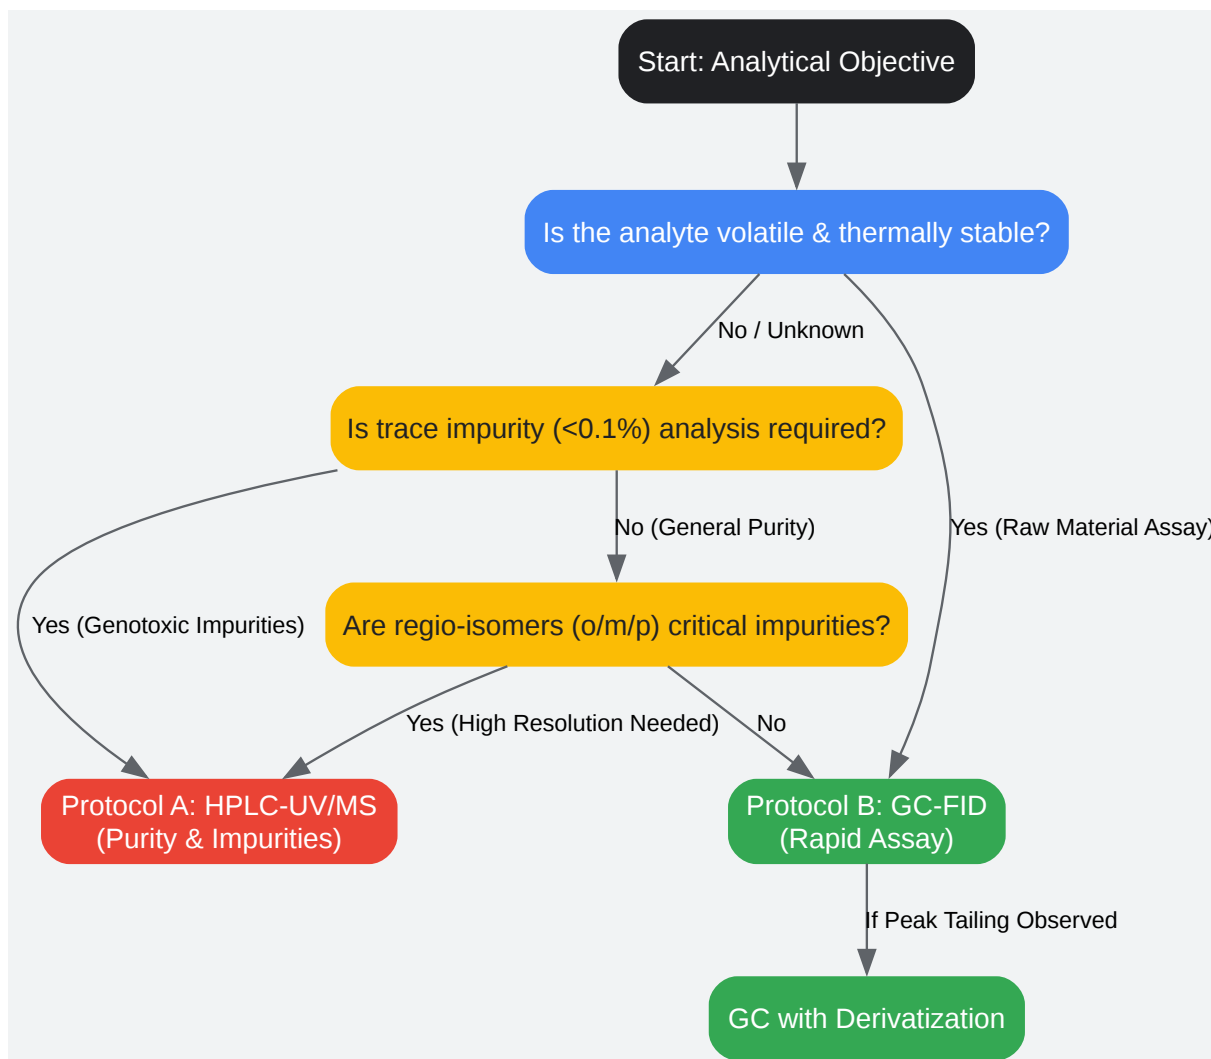 Start: Analytical Objective
Is the analyte volatile & thermally stable?
No / Unknown
Is trace impurity (<0.1%) analysis required?
No (General Purity)
Yes (Raw Material Assay)
Yes (Genotoxic Impurities)
Are regio-isomers (o/m/p) critical impurities?
Yes (High Resolution Needed)
No
Protocol A: HPLC-UV/MS
(Purity & Impurities)
Protocol B: GC-FID
(Rapid Assay)
If Peak Tailing Observed
GC with Derivatization